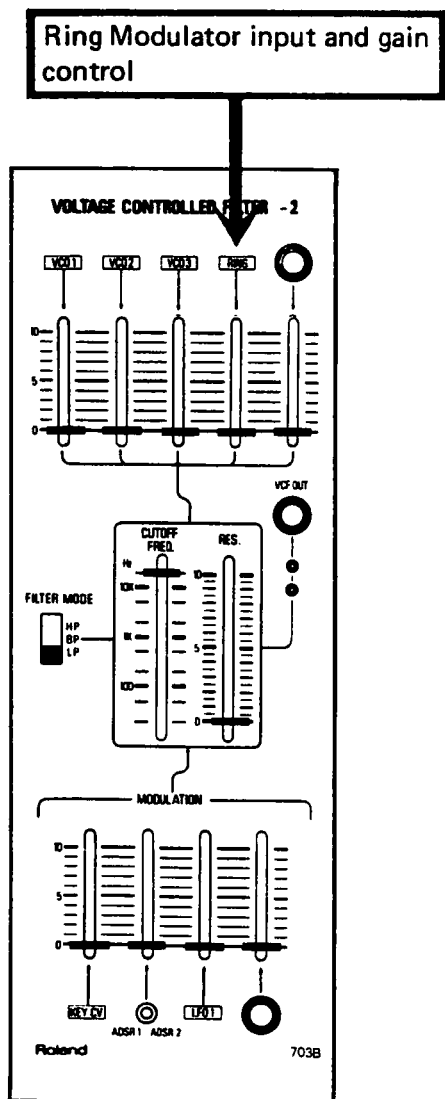 Ring Modulator input and gain
control
VOLTAGE CONTROLLED FILTER - 2
VCO1 VCO2 VCO3 RING
10
5
0
VCF OUT
CUTOFF
FREQ.
RES.
Hz
10K
1K
100
10
5
0
FILTER MODE
HP
BP
LP
MODULATION
10
5
0
KEY CV
LFO1
ADSR 1 ADSR 2
Roland 703B